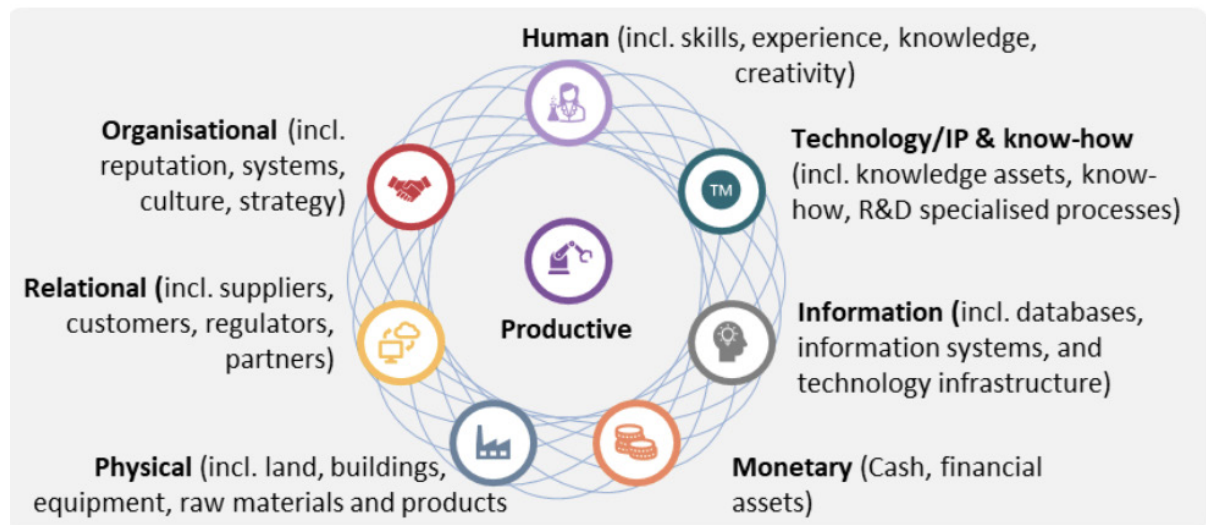 Human (incl. skills, experience, knowledge,
creativity)
Organisational (incl.
reputation, systems,
culture, strategy)
Technology/IP & know-how
(incl. knowledge assets, know-
how, R&D specialised processes)
TM
Relational (incl. suppliers,
customers, regulators,
partners)
Productive
Information (incl. databases,
information systems, and
technology infrastructure)
Physical (incl. land, buildings,
equipment, raw materials and products
Monetary (Cash, financial
assets)